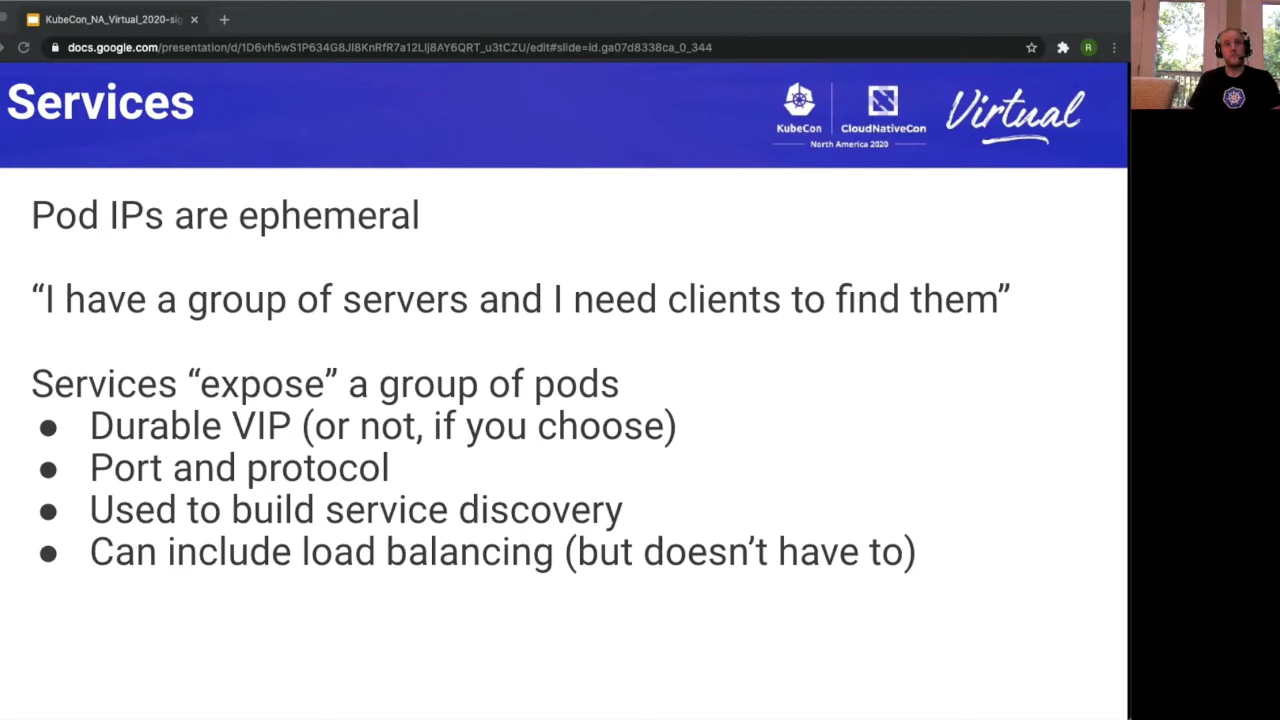 KubeCon_NA_Virtual_2020-sig
docs.google.com/presentation/d/1D6vh5wS1P634G8JI8KnRfR7a12LIj8AY6QRT_u3tCZU/edit#slide=id.ga07d8338ca_0_344
R
Services
KubeCon
CloudNativeCon
North America 2020
Virtual
Pod IPs are ephemeral
“I have a group of servers and I need clients to find them”
Services “expose” a group of pods
● Durable VIP (or not, if you choose)
● Port and protocol
● Used to build service discovery
● Can include load balancing (but doesn’t have to)